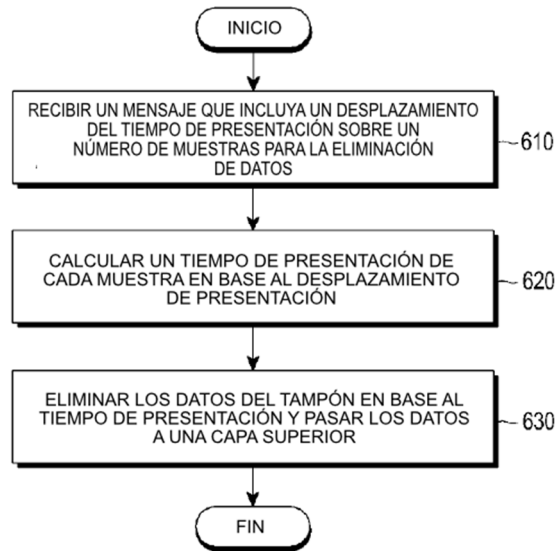 INICIO
RECIBIR UN MENSAJE QUE INCLUYA UN DESPLAZAMIENTO
DEL TIEMPO DE PRESENTACIÓN SOBRE UN
NÚMERO DE MUESTRAS PARA LA ELIMINACIÓN
DE DATOS
610
CALCULAR UN TIEMPO DE PRESENTACIÓN DE
CADA MUESTRA EN BASE AL DESPLAZAMIENTO
DE PRESENTACIÓN
620
ELIMINAR LOS DATOS DEL TAMPÓN EN BASE AL
TIEMPO DE PRESENTACIÓN Y PASAR LOS DATOS
A UNA CAPA SUPERIOR
630
FIN